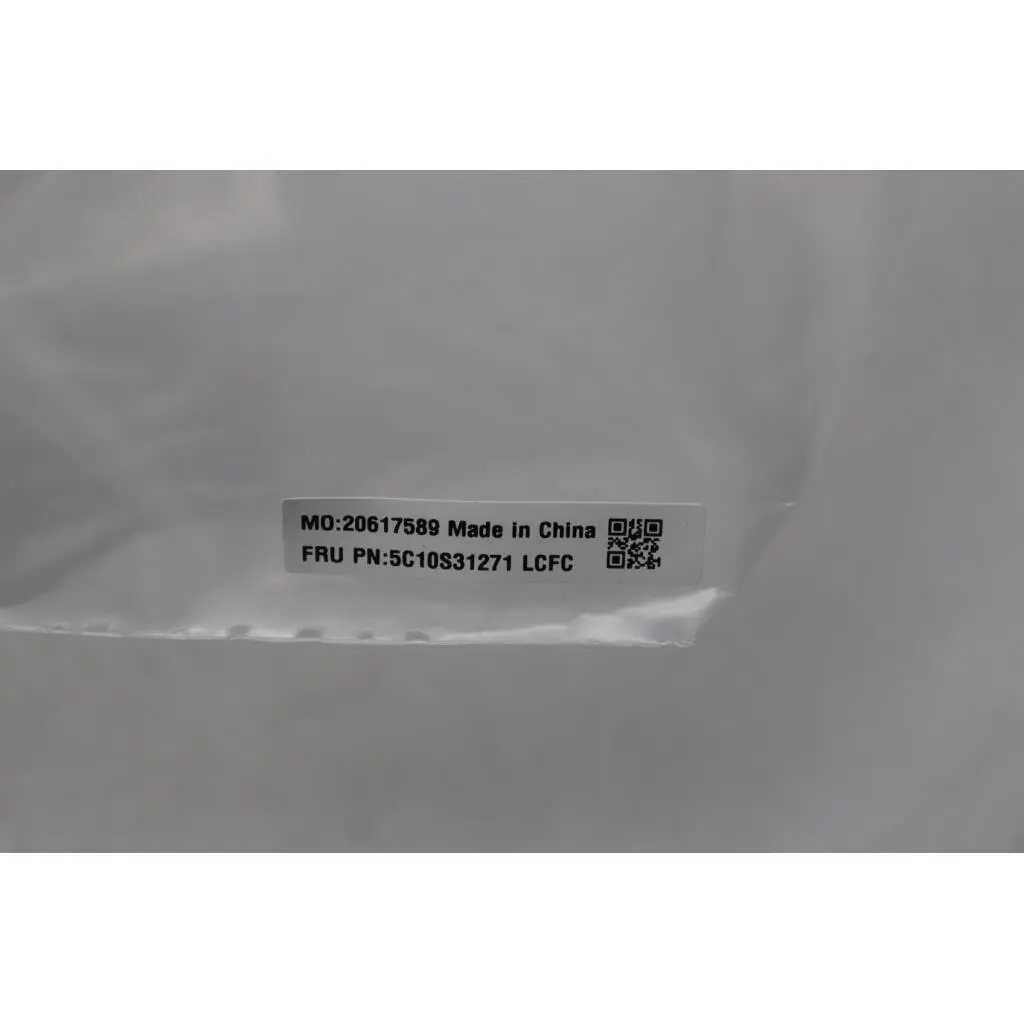 MO:20617589 Made in China
FRU PN:5C10S31271 LCFC